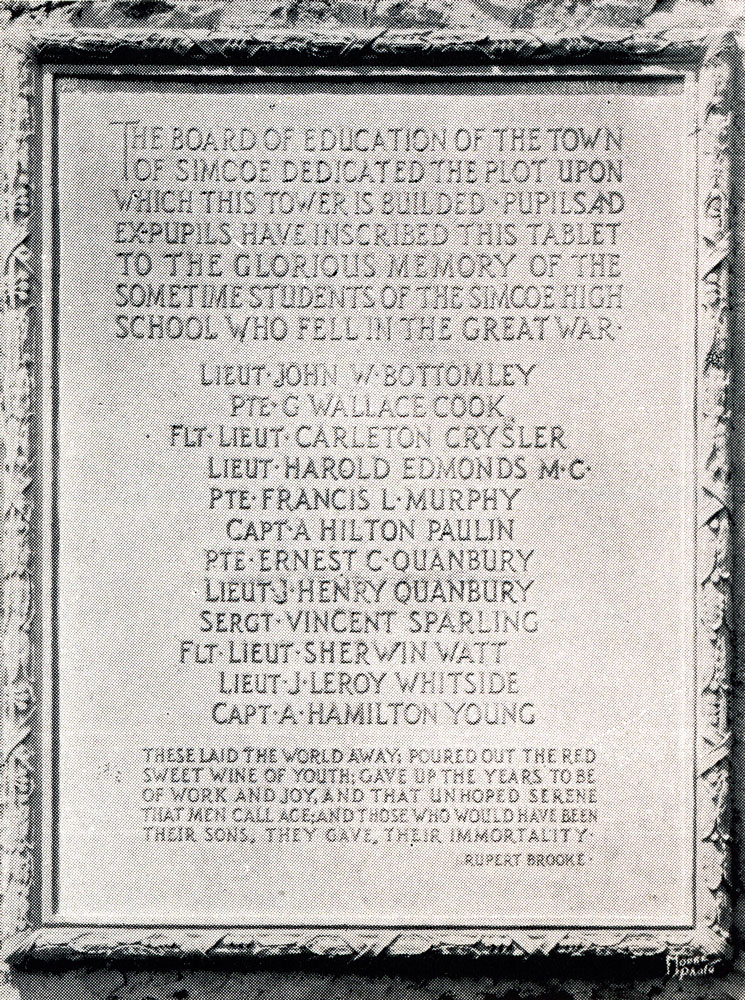 THE BOARD OF EDUCATION OF THE TOWN
OF SIMCOE DEDICATED THE PLOT UPON
WHICH THIS TOWER IS BUILDED · PUPILS AND
EX-PUPILS HAVE INSCRIBED THIS TABLET
TO THE GLORIOUS MEMORY OF THE
SOMETIME STUDENTS OF THE SIMCOE HIGH
SCHOOL WHO FELL IN THE GREAT WAR·
LIEUT·JOHN W·BOTTOMLEY
PTE·G WALLACE COOK
FLT·LIEUT·CARLETON CRYSLER
LIEUT·HAROLD EDMONDS M·C·
PTE·FRANCIS L·MURPHY
CAPT·A HILTON PAULIN
PTE·ERNEST C·QUANBURY
LIEUT·J·HENRY QUANBURY
SERGT·VINCENT SPARLING
FLT·LIEUT·SHERWIN WATT
LIEUT·J·LEROY WHITSIDE
CAPT·A·HAMILTON YOUNG
THESE LAID THE WORLD AWAY; POURED OUT THE RED
SWEET WINE OF YOUTH; GAVE UP THE YEARS TO BE
OF WORK AND JOY, AND THAT UNHOPED SERENE
THAT MEN CALL AGE; AND THOSE WHO WOULD HAVE BEEN
THEIR SONS, THEY GAVE, THEIR IMMORTALITY·
RUPERT BROOKE·
MOORE
PHOTO